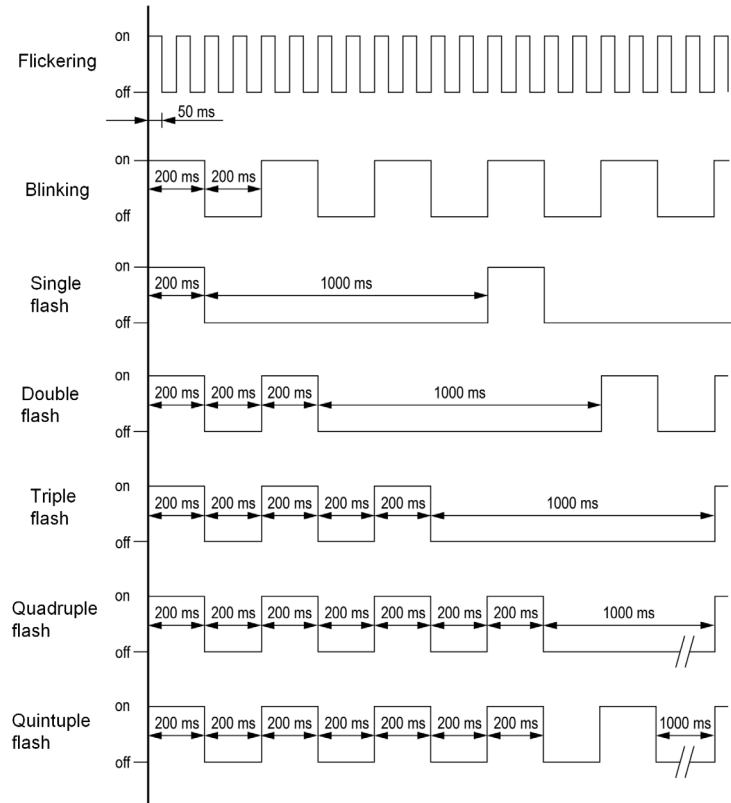 on
Flickering
off
50 ms
on
200 ms 200 ms
Blinking
off
on
Single
flash
200 ms 1000 ms
off
on
Double
flash
200 ms 200 ms 200 ms 1000 ms
off
on
Triple
flash
200 ms 200 ms 200 ms 200 ms 200 ms 1000 ms
off
on
Quadruple
flash
200 ms 200 ms 200 ms 200 ms 200 ms 200 ms 200 ms 1000 ms
off
on
Quintuple
flash
200 ms 200 ms 200 ms 200 ms 200 ms 200 ms 200 ms 1000 ms
off